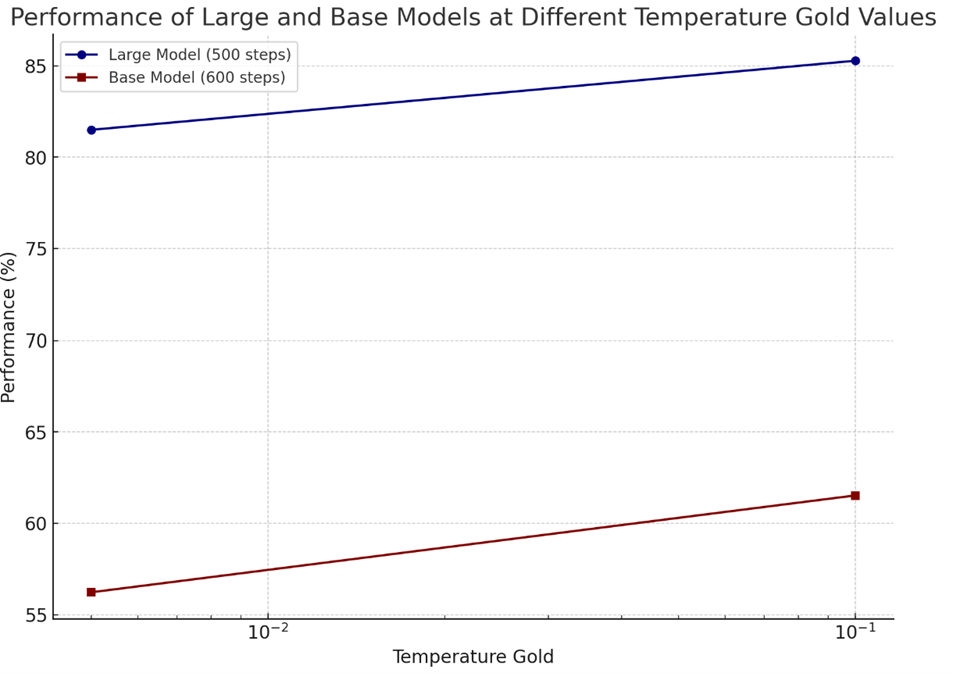 Performance of Large and Base Models at Different Temperature Gold Values
Large Model (500 steps)
Base Model (600 steps)
Performance (%)
85
80
75
70
65
60
55
10⁻²
10⁻¹
Temperature Gold